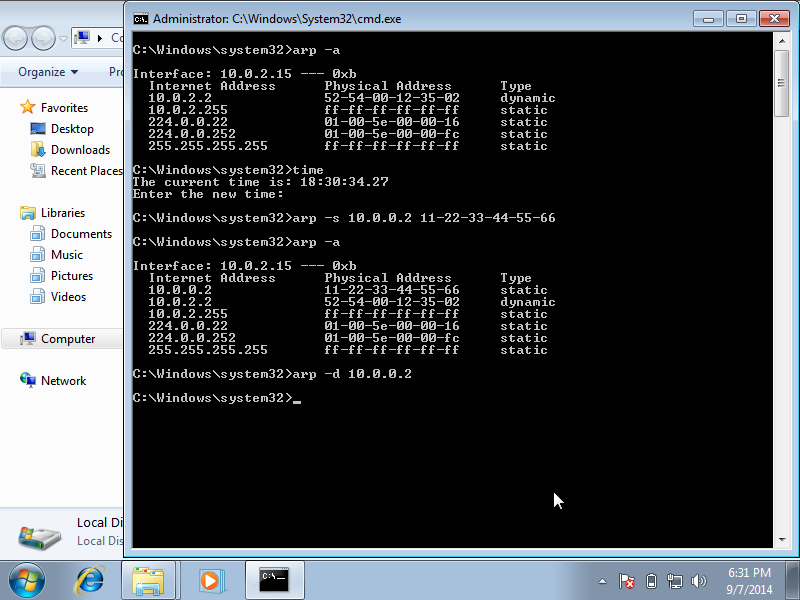 Administrator: C:\Windows\System32\cmd.exe
Organize
Favorites
Desktop
Downloads
Recent Places
Libraries
Documents
Music
Pictures
Videos
Computer
Network
Local Di
Local Dis
C:\Windows\system32>arp -a
Interface: 10.0.2.15 --- 0xb
Internet Address Physical Address Type
10.0.2.2 52-54-00-12-35-02 dynamic
10.0.2.255 ff-ff-ff-ff-ff-ff static
224.0.0.22 01-00-5e-00-00-16 static
224.0.0.252 01-00-5e-00-00-fc static
255.255.255.255 ff-ff-ff-ff-ff-ff static
C:\Windows\system32>time
The current time is: 18:30:34.27
Enter the new time:
C:\Windows\system32>arp -s 10.0.0.2 11-22-33-44-55-66
C:\Windows\system32>arp -a
Interface: 10.0.2.15 --- 0xb
Internet Address Physical Address Type
10.0.0.2 11-22-33-44-55-66 static
10.0.2.2 52-54-00-12-35-02 dynamic
10.0.2.255 ff-ff-ff-ff-ff-ff static
224.0.0.22 01-00-5e-00-00-16 static
224.0.0.252 01-00-5e-00-00-fc static
255.255.255.255 ff-ff-ff-ff-ff-ff static
C:\Windows\system32>arp -d 10.0.0.2
C:\Windows\system32>_
6:31 PM
9/7/2014